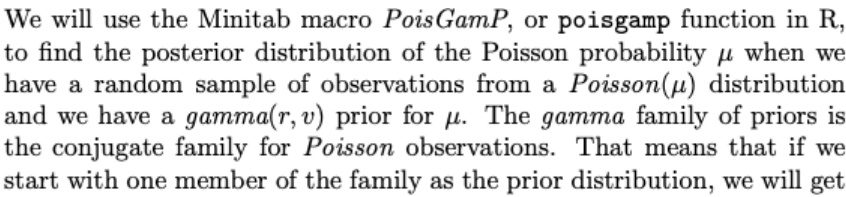 We will use the Minitab macro PoisGamP, or poisgamp function in R,
to find the posterior distribution of the Poisson probability μ when we
have a random sample of observations from a Poisson(μ) distribution
and we have a gamma(r, v) prior for μ. The gamma family of priors is
the conjugate family for Poisson observations. That means that if we
start with one member of the family as the prior distribution, we will get